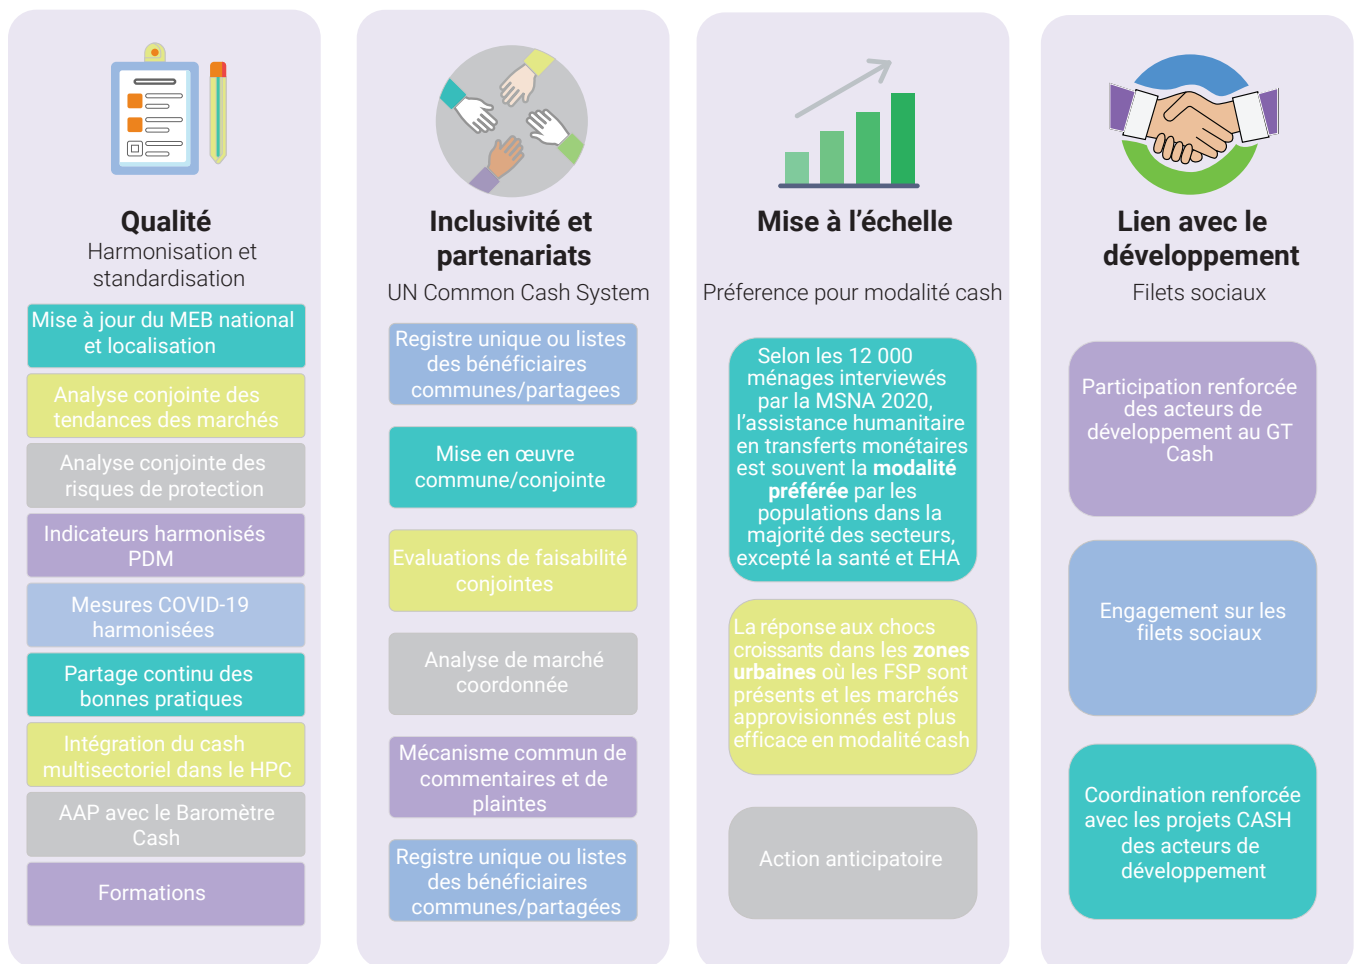 Qualité
Harmonisation et
standardisation
Mise à jour du MEB national
et localisation
Analyse conjointe des
tendances des marchés
Analyse conjointe des
risques de protection
Indicateurs harmonisés
PDM
Mesures COVID-19
harmonisées
Partage continu des
bonnes pratiques
Intégration du cash
multisectoriel dans le HPC
AAP avec le Baromètre
Cash
Formations
Inclusivité et
partenariats
UN Common Cash System
Registre unique ou listes
des bénéficiaires
communes/partagees
Mise en œuvre
commune/conjointe
Evaluations de faisabilité
conjointes
Analyse de marché
coordonnée
Mécanisme commun de
commentaires et de
plaintes
Registre unique ou listes
des bénéficiaires
communes/partagées
Mise à l'échelle
Préference pour modalité cash
Selon les 12 000
ménages interviewés
par la MSNA 2020,
l'assistance humanitaire
en transferts monétaires
est souvent la modalité
préférée par les
populations dans la
majorité des secteurs,
excepté la santé et EHA
La réponse aux chocs
croissants dans les zones
urbaines où les FSP sont
présents et les marchés
approvisionnés est plus
efficace en modalité cash
Action anticipatoire
Lien avec le
développement
Filets sociaux
Participation renforcée
des acteurs de
développement au GT
Cash
Engagement sur les
filets sociaux
Coordination renforcée
avec les projets CASH
des acteurs de
développement